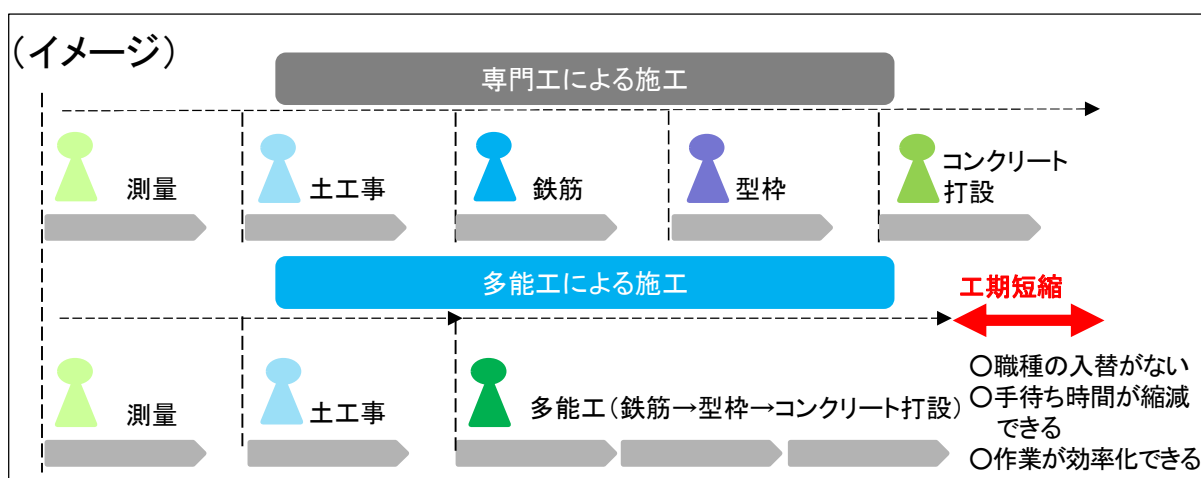 （イメージ）
専門工による施工
測量
土工事
鉄筋
型枠
コンクリート
打設
多能工による施工
工期短縮
測量
土工事
多能工（鉄筋→型枠→コンクリート打設）
〇職種の入替がない
〇手待ち時間が縮減
できる
〇作業が効率化できる